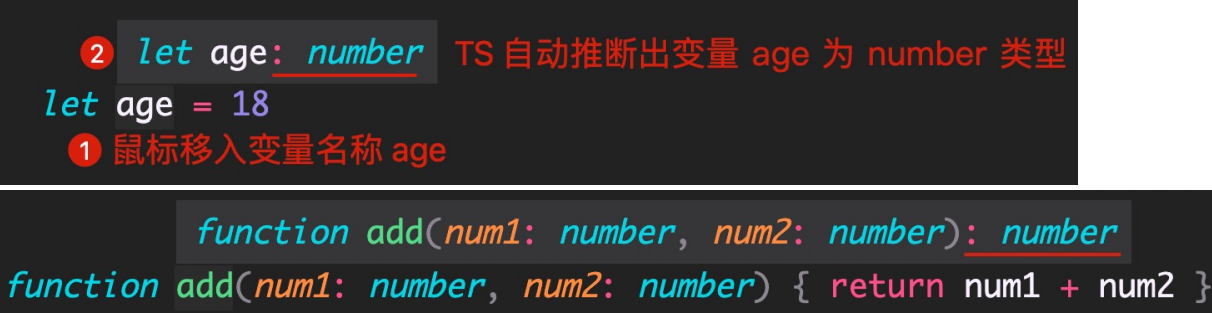 ② let age: number TS 自动推断出变量 age 为 number 类型
let age = 18
① 鼠标移入变量名称 age
function add(num1: number, num2: number): number
function add(num1: number, num2: number) { return num1 + num2 }